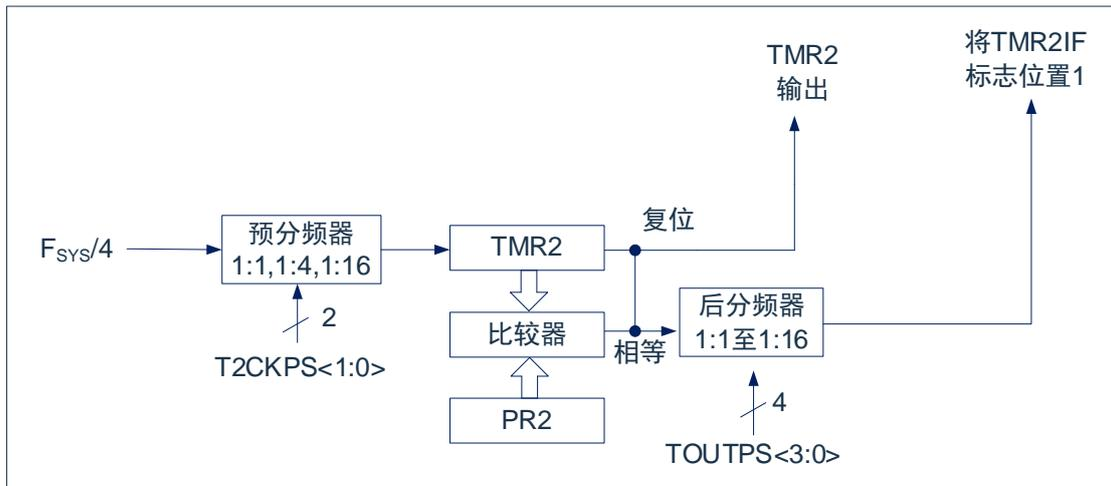 TMR2
输出
将TMR2IF
标志位置1
F_SYS/4
预分频器
1:1,1:4,1:16
2
T2CKPS<1:0>
TMR2
复位
比较器
相等
PR2
后分频器
1:1至1:16
4
TOUTPS<3:0>